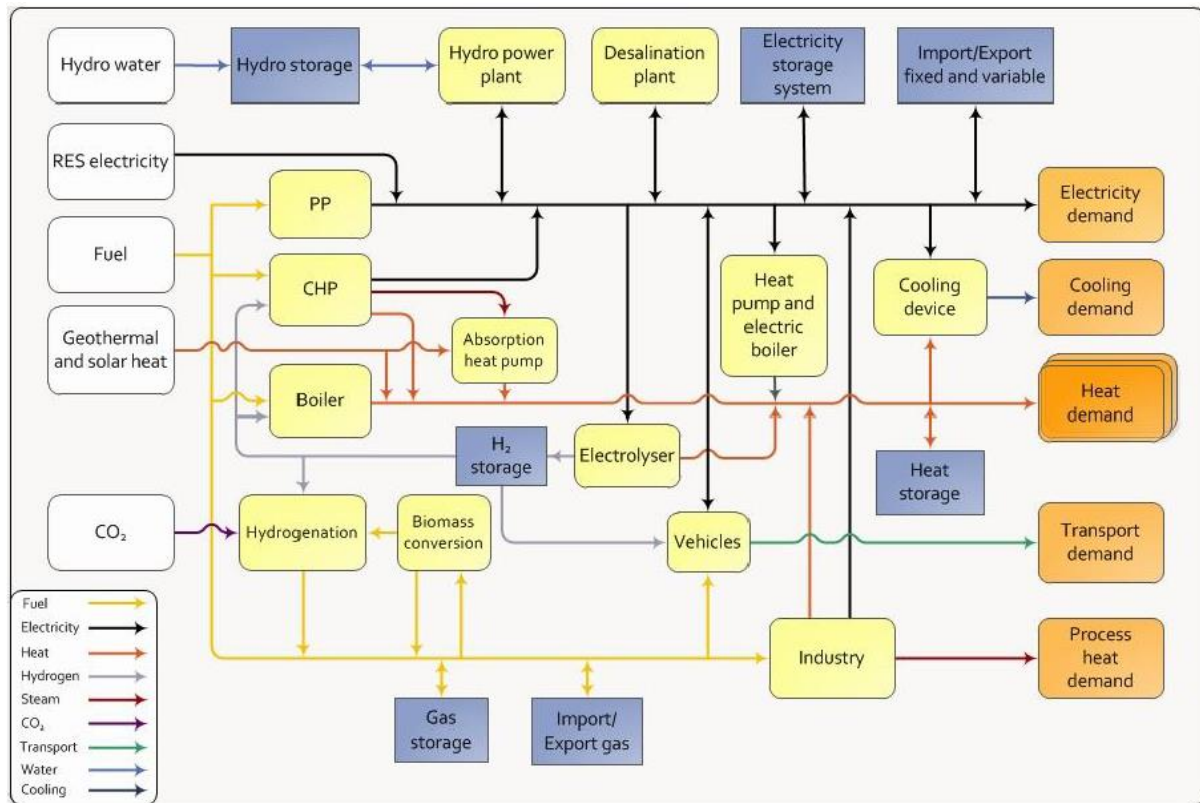 Hydro water
Hydro storage
Hydro power
plant
Desalination
plant
Electricity
storage
system
Import/Export
fixed and variable
RES electricity
PP
Electricity
demand
Fuel
CHP
Heat
pump and
electric
boiler
Cooling
device
Cooling
demand
Geothermal
and solar heat
Absorption
heat pump
Boiler
Heat
demand
H₂
storage
Electrolyser
Heat
storage
CO₂
Hydrogenation
Biomass
conversion
Vehicles
Transport
demand
Industry
Process
heat
demand
Gas
storage
Import/
Export gas
Fuel
Electricity
Heat
Hydrogen
Steam
CO₂
Transport
Water
Cooling